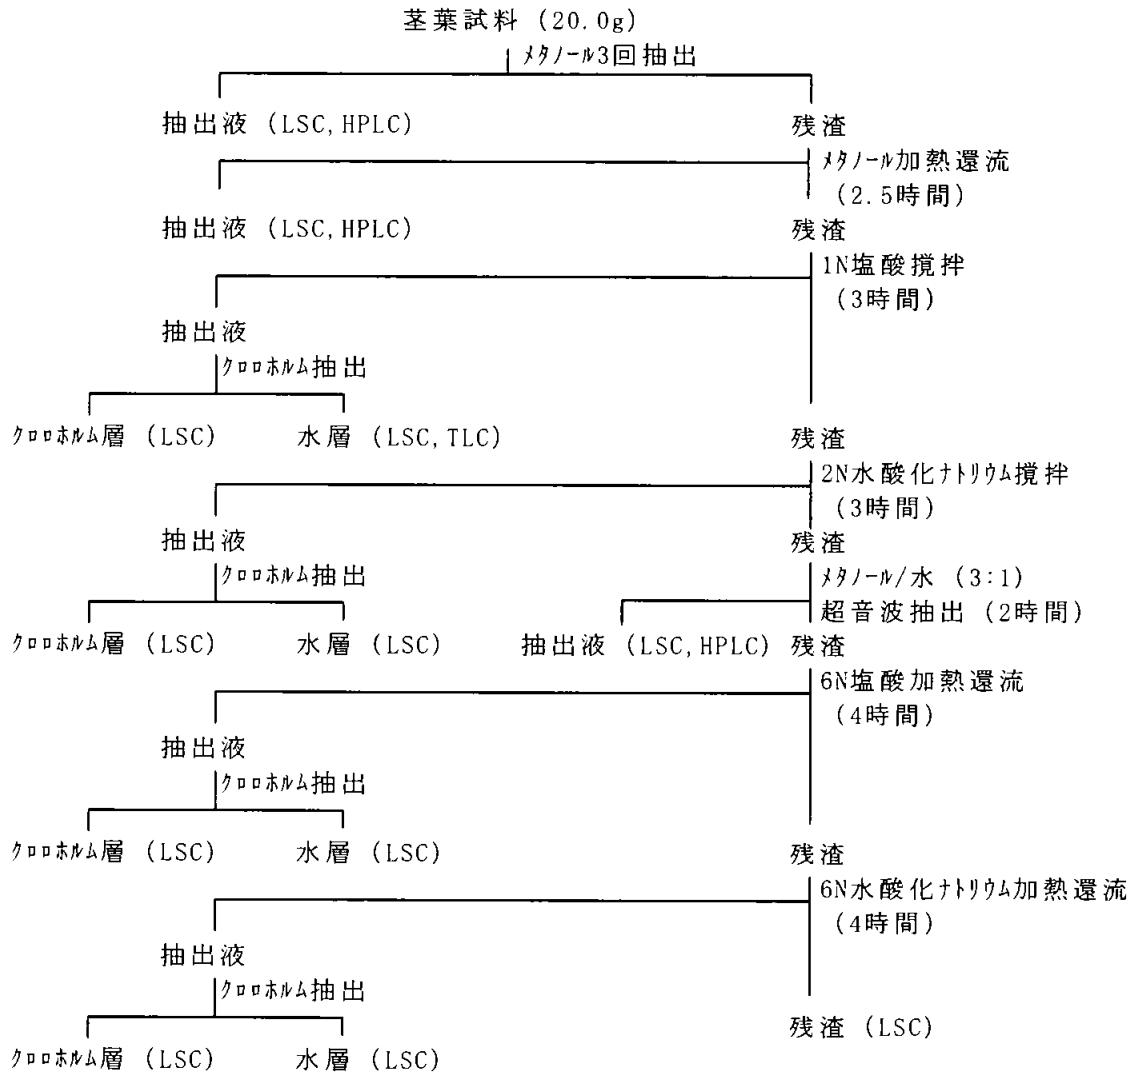 茎葉試料 (20.0g)
ﾒﾀﾉｰﾙ3回抽出
抽出液 (LSC, HPLC)
残渣
ﾒﾀﾉｰﾙ加熱還流
(2.5時間)
抽出液 (LSC, HPLC)
残渣
1N塩酸撹拌
(3時間)
抽出液
ｸﾛﾛﾎﾙﾑ抽出
ｸﾛﾛﾎﾙﾑ層 (LSC)
水層 (LSC, TLC)
残渣
2N水酸化ﾅﾄﾘｳﾑ撹拌
(3時間)
抽出液
残渣
ｸﾛﾛﾎﾙﾑ抽出
ﾒﾀﾉｰﾙ/水 (3:1)
超音波抽出 (2時間)
ｸﾛﾛﾎﾙﾑ層 (LSC)
水層 (LSC)
抽出液 (LSC, HPLC)
残渣
6N塩酸加熱還流
(4時間)
抽出液
ｸﾛﾛﾎﾙﾑ抽出
ｸﾛﾛﾎﾙﾑ層 (LSC)
水層 (LSC)
残渣
6N水酸化ﾅﾄﾘｳﾑ加熱還流
(4時間)
抽出液
ｸﾛﾛﾎﾙﾑ抽出
残渣 (LSC)
ｸﾛﾛﾎﾙﾑ層 (LSC)
水層 (LSC)